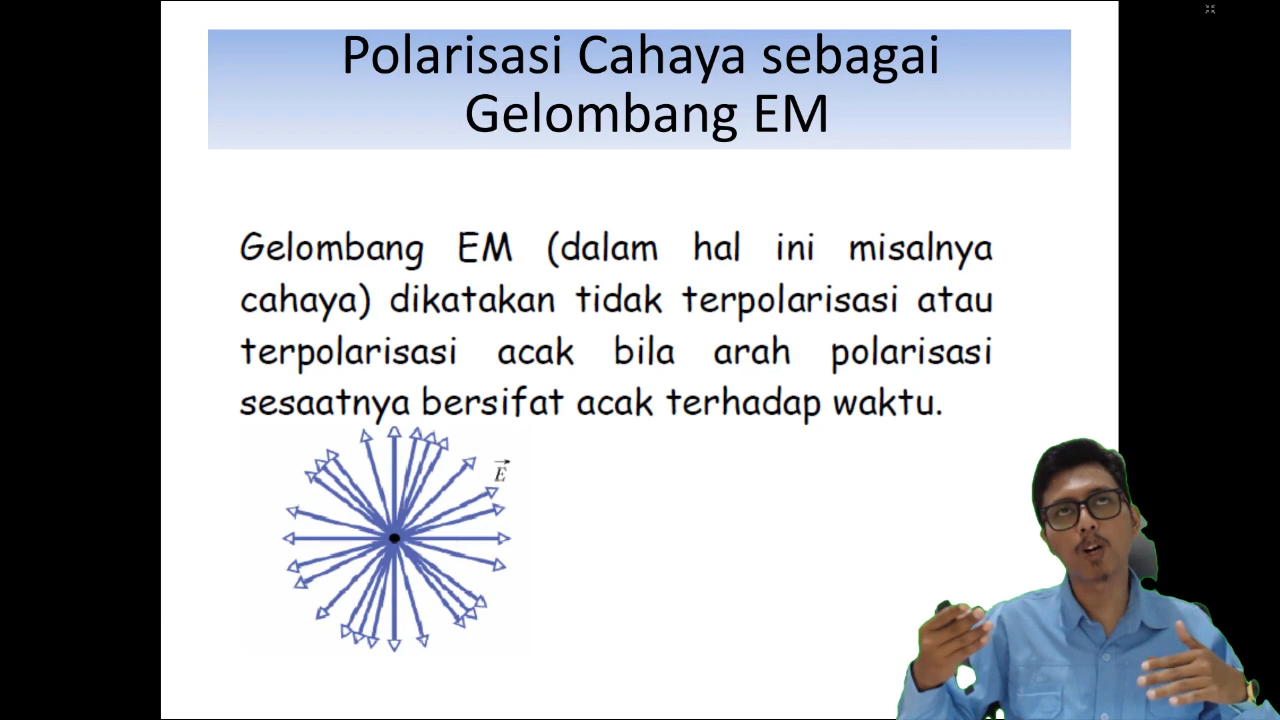 Polarisasi Cahaya sebagai
Gelombang EM
Gelombang EM (dalam hal ini misalnya
cahaya) dikatakan tidak terpolarisasi atau
terpolarisasi acak bila arah polarisasi
sesaatnya bersifat acak terhadap waktu.
E